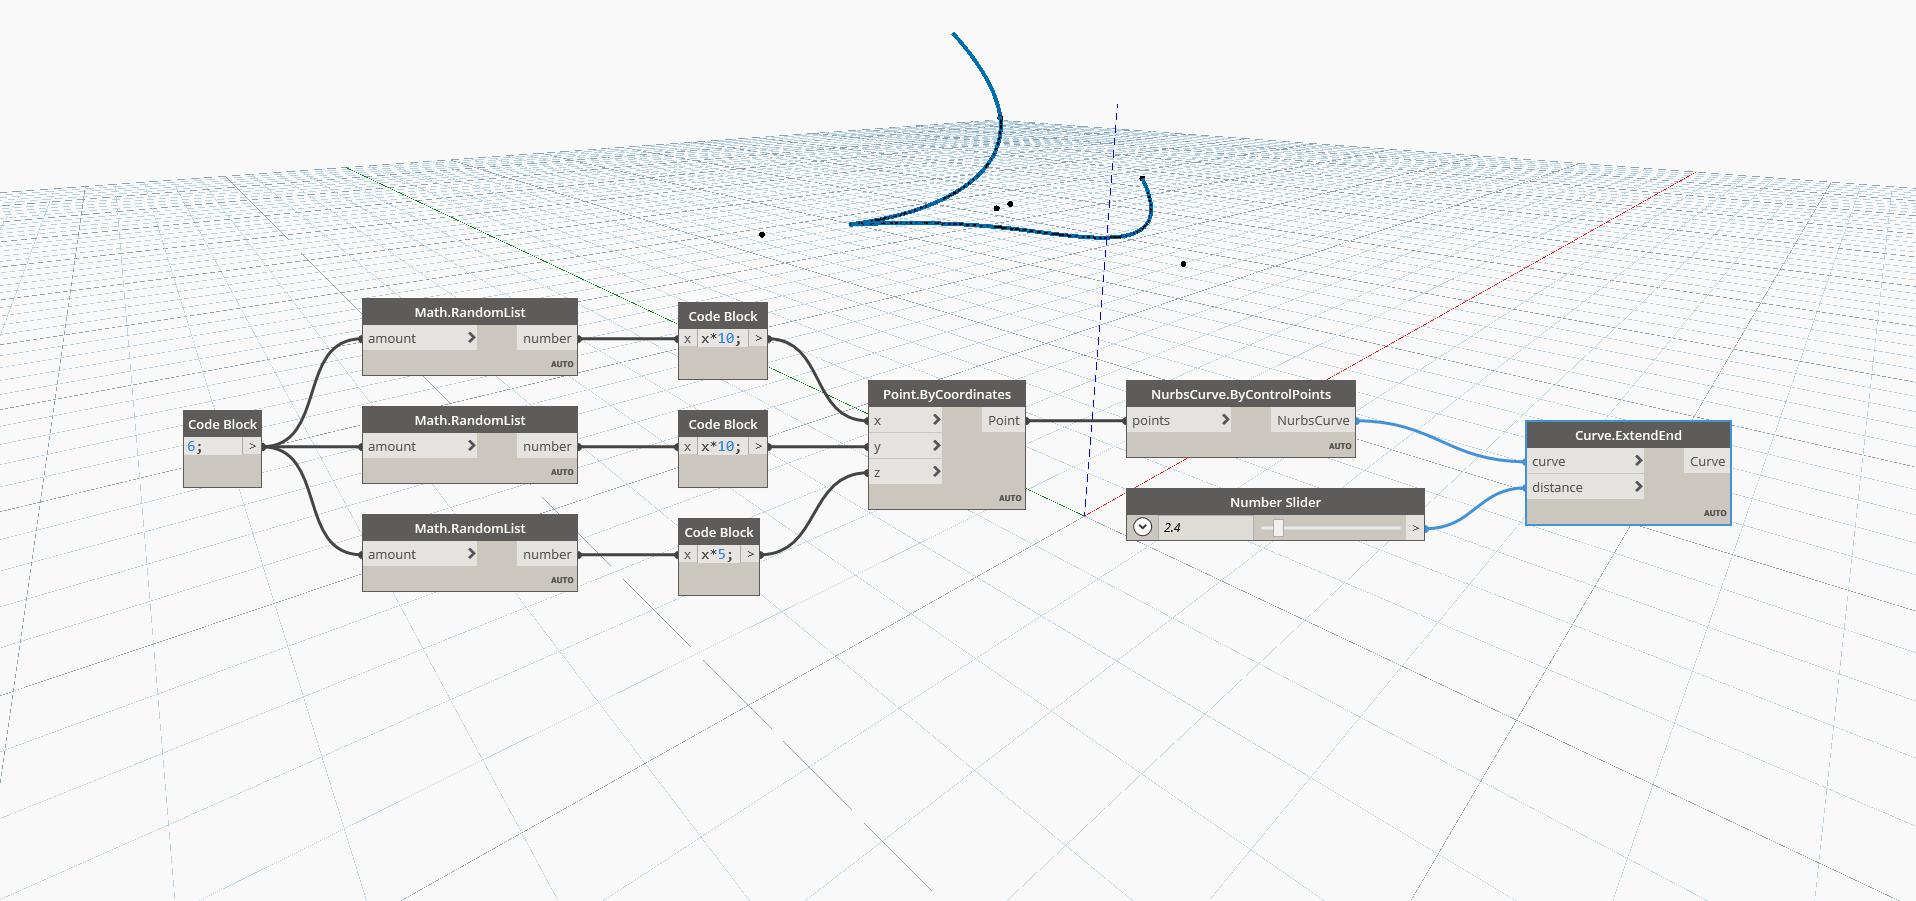 Math.RandomList
amount > number
AUTO
Code Block
x x*10; >
Code Block
6; >
Math.RandomList
amount > number
AUTO
Code Block
x x*10; >
Math.RandomList
amount > number
AUTO
Code Block
x x*5; >
Point.ByCoordinates
x > Point
y >
z >
AUTO
NurbsCurve.ByControlPoints
points > NurbsCurve
AUTO
Number Slider
2.4 >
Curve.ExtendEnd
curve > Curve
distance >
AUTO